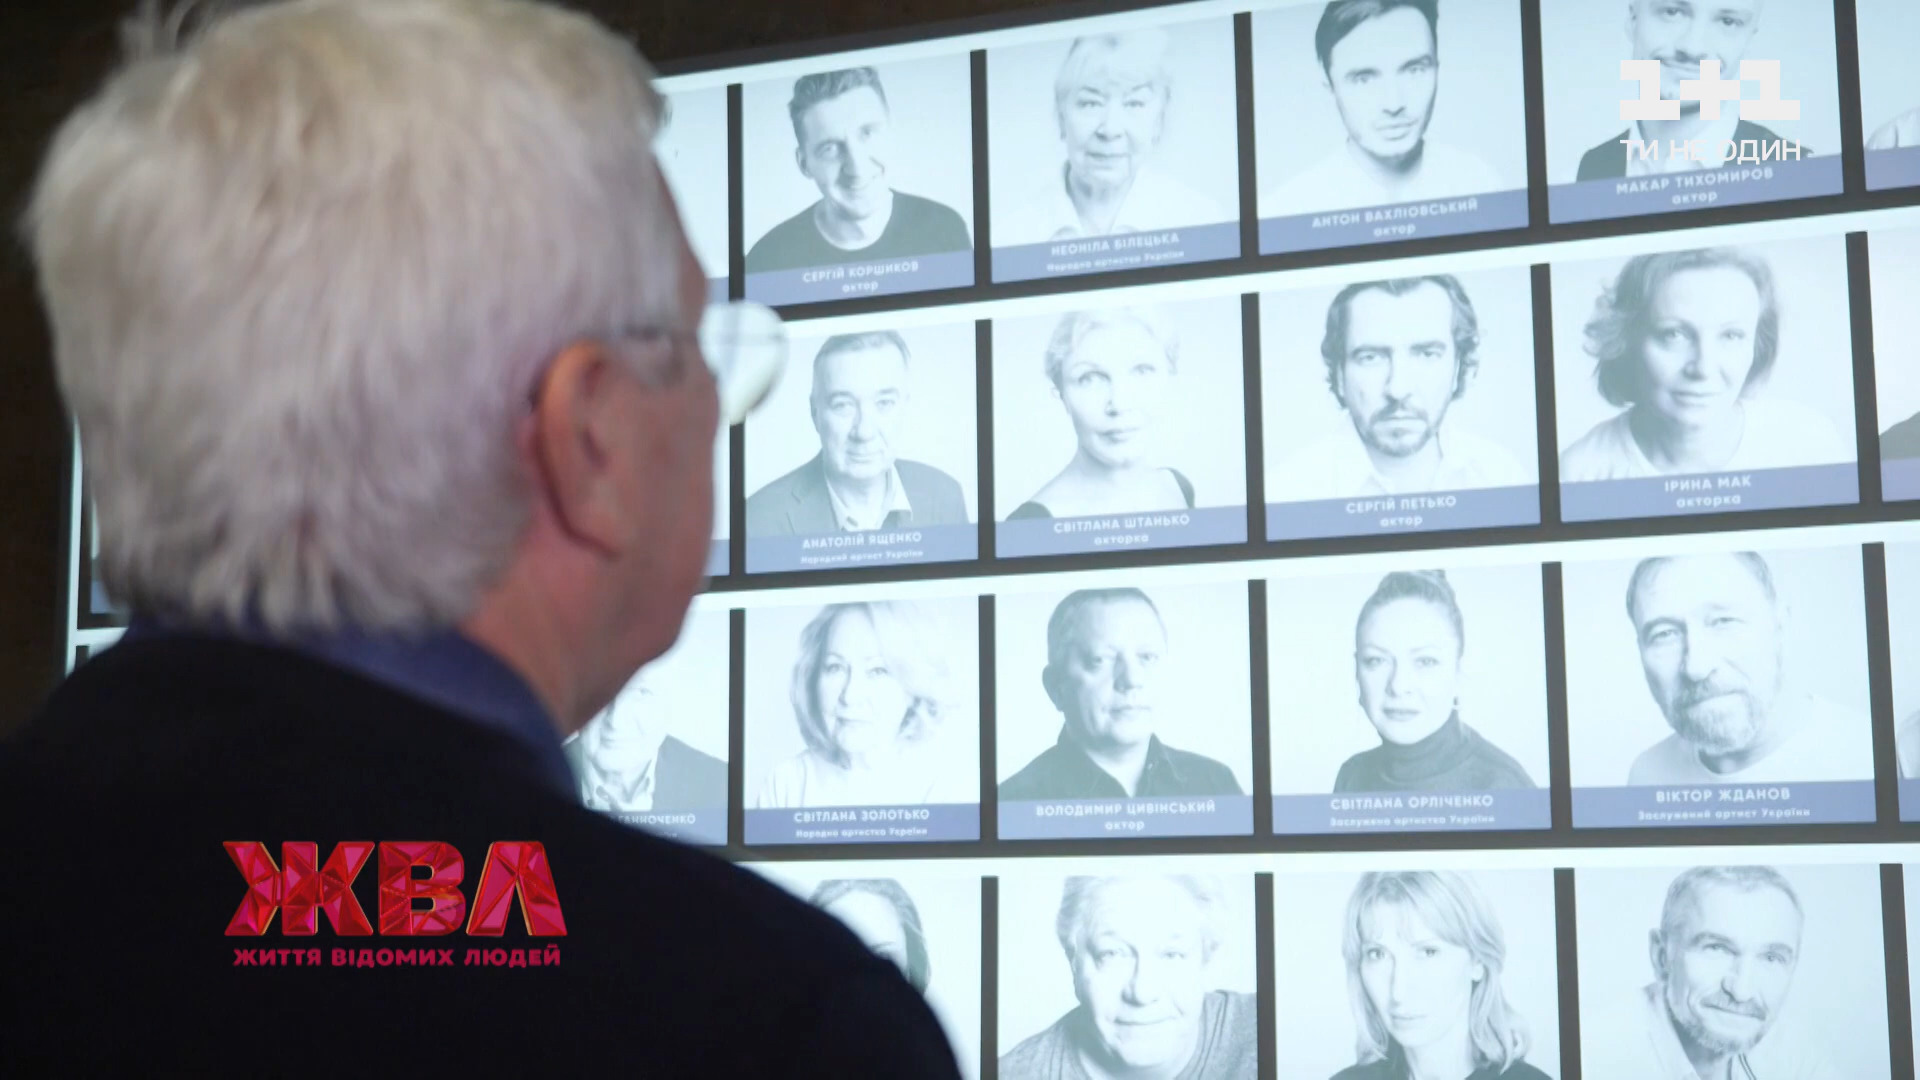 1+1
ТИ НЕ ОДИН
СЕРГІЙ КОРШИКОВ
актор
НЕОНІЛА БІЛЕЦЬКА
Народна артистка України
АНТОН ВАХЛІОВСЬКИЙ
актор
МАКАР ТИХОМИРОВ
актор
АНАТОЛІЙ ЯЩЕНКО
Народний артист України
СВІТЛАНА ШТАНЬКО
акторка
СЕРГІЙ ПЕТЬКО
актор
ІРИНА МАК
акторка
СВІТЛАНА ЗОЛОТЬКО
Народна артистка України
ВОЛОДИМИР ЦИВІНСЬКИЙ
актор
СВІТЛАНА ОРЛІЧЕНКО
Заслужена артистка України
ВІКТОР ЖДАНОВ
Заслужений артист України
ЖВЛ
ЖИТТЯ ВІДОМИХ ЛЮДЕЙ